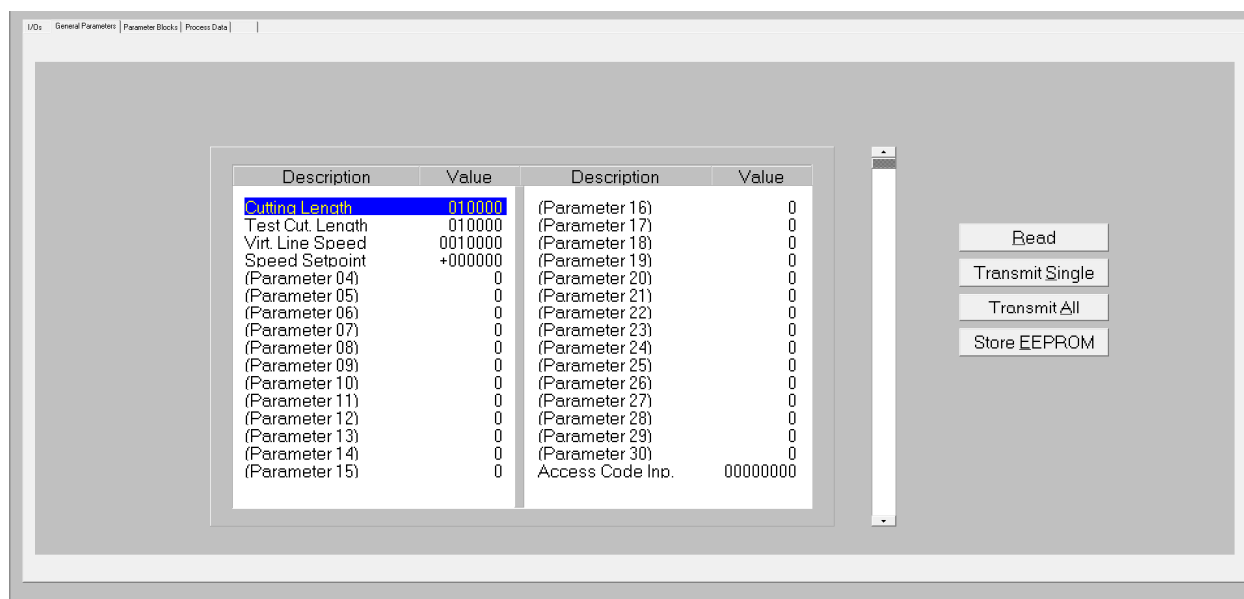 I/Os General Parameters Parameter Blocks Process Data
Description Value Description Value
Cutting Length 010000 (Parameter 16) 0
Test Cut. Length 010000 (Parameter 17) 0
Virt. Line Speed 0010000 (Parameter 18) 0
Speed Setpoint +000000 (Parameter 19) 0
(Parameter 04) 0 (Parameter 20) 0
(Parameter 05) 0 (Parameter 21) 0
(Parameter 06) 0 (Parameter 22) 0
(Parameter 07) 0 (Parameter 23) 0
(Parameter 08) 0 (Parameter 24) 0
(Parameter 09) 0 (Parameter 25) 0
(Parameter 10) 0 (Parameter 26) 0
(Parameter 11) 0 (Parameter 27) 0
(Parameter 12) 0 (Parameter 28) 0
(Parameter 13) 0 (Parameter 29) 0
(Parameter 14) 0 (Parameter 30) 0
(Parameter 15) 0 Access Code Inp. 00000000
Read
Transmit Single
Transmit All
Store EEPROM